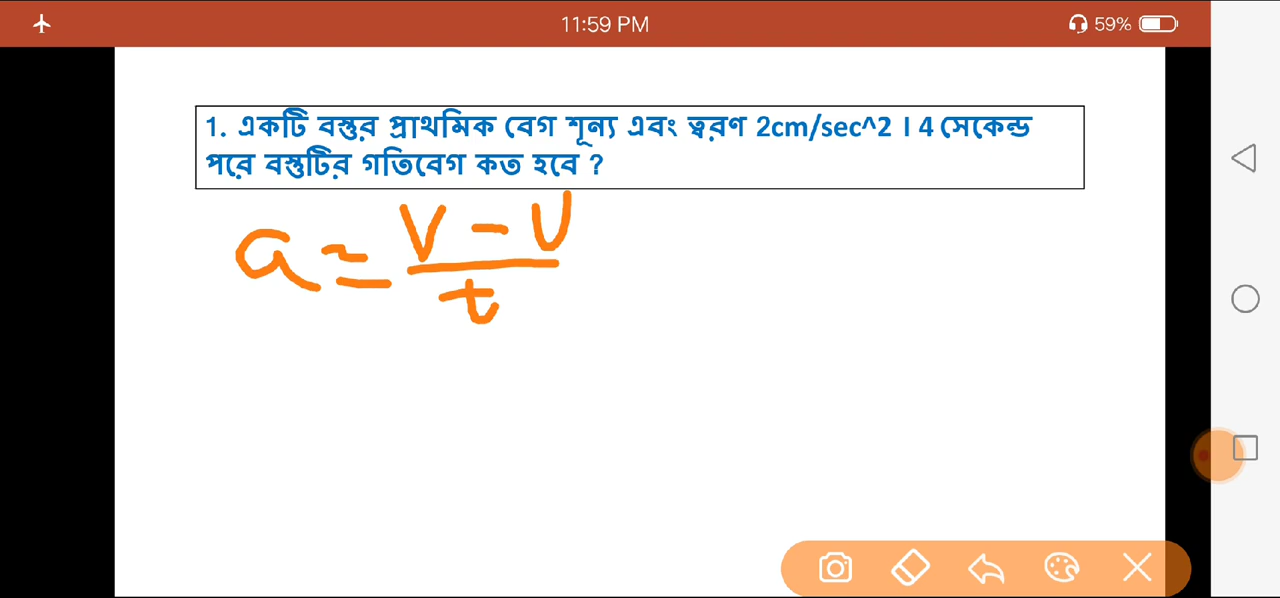 11:59 PM
59%
1. একটি বস্তুর প্রাথমিক বেগ শূন্য এবং ত্বরণ 2cm/sec^2 । 4 সেকেন্ড
পরে বস্তুটির গতিবেগ কত হবে ?
a = V - U
t